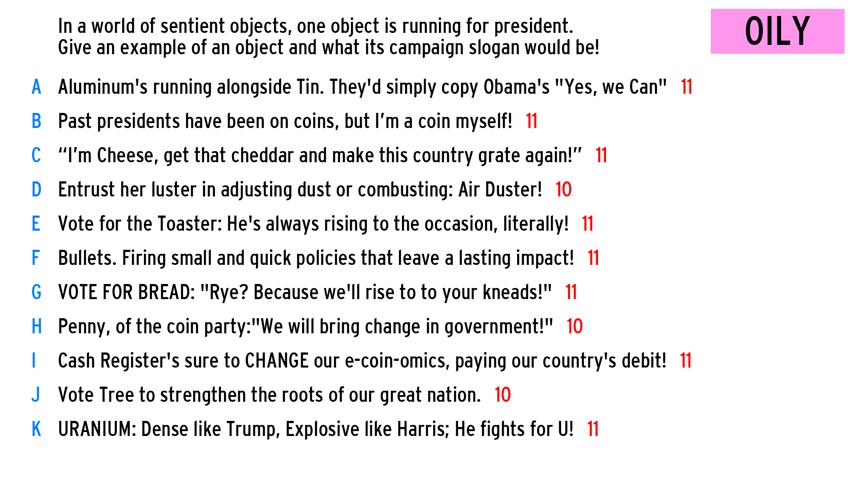 In a world of sentient objects, one object is running for president.
Give an example of an object and what its campaign slogan would be!
OILY
A Aluminum's running alongside Tin. They'd simply copy Obama's "Yes, we Can" 11
B Past presidents have been on coins, but I'm a coin myself! 11
C “I'm Cheese, get that cheddar and make this country grate again!” 11
D Entrust her luster in adjusting dust or combusting: Air Duster! 10
E Vote for the Toaster: He's always rising to the occasion, literally! 11
F Bullets. Firing small and quick policies that leave a lasting impact! 11
G VOTE FOR BREAD: "Rye? Because we'll rise to to your kneads!" 11
H Penny, of the coin party:"We will bring change in government!" 10
I Cash Register's sure to CHANGE our e-coin-omics, paying our country's debit! 11
J Vote Tree to strengthen the roots of our great nation. 10
K URANIUM: Dense like Trump, Explosive like Harris; He fights for U! 11